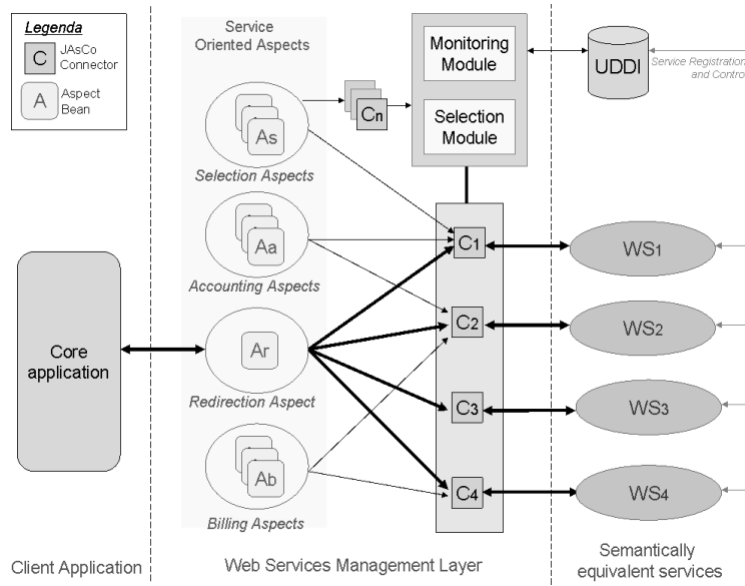 Legenda
C
JAsCo
Connector
A
Aspect
Bean
Service
Oriented Aspects
Monitoring
Module
Selection
Module
UDDI
Service Registration
and Control
Cn
As
Selection Aspects
Aa
Accounting Aspects
Ar
Redirection Aspect
Ab
Billing Aspects
Core
application
C1
C2
C3
C4
WS1
WS2
WS3
WS4
Client Application
Web Services Management Layer
Semantically
equivalent services